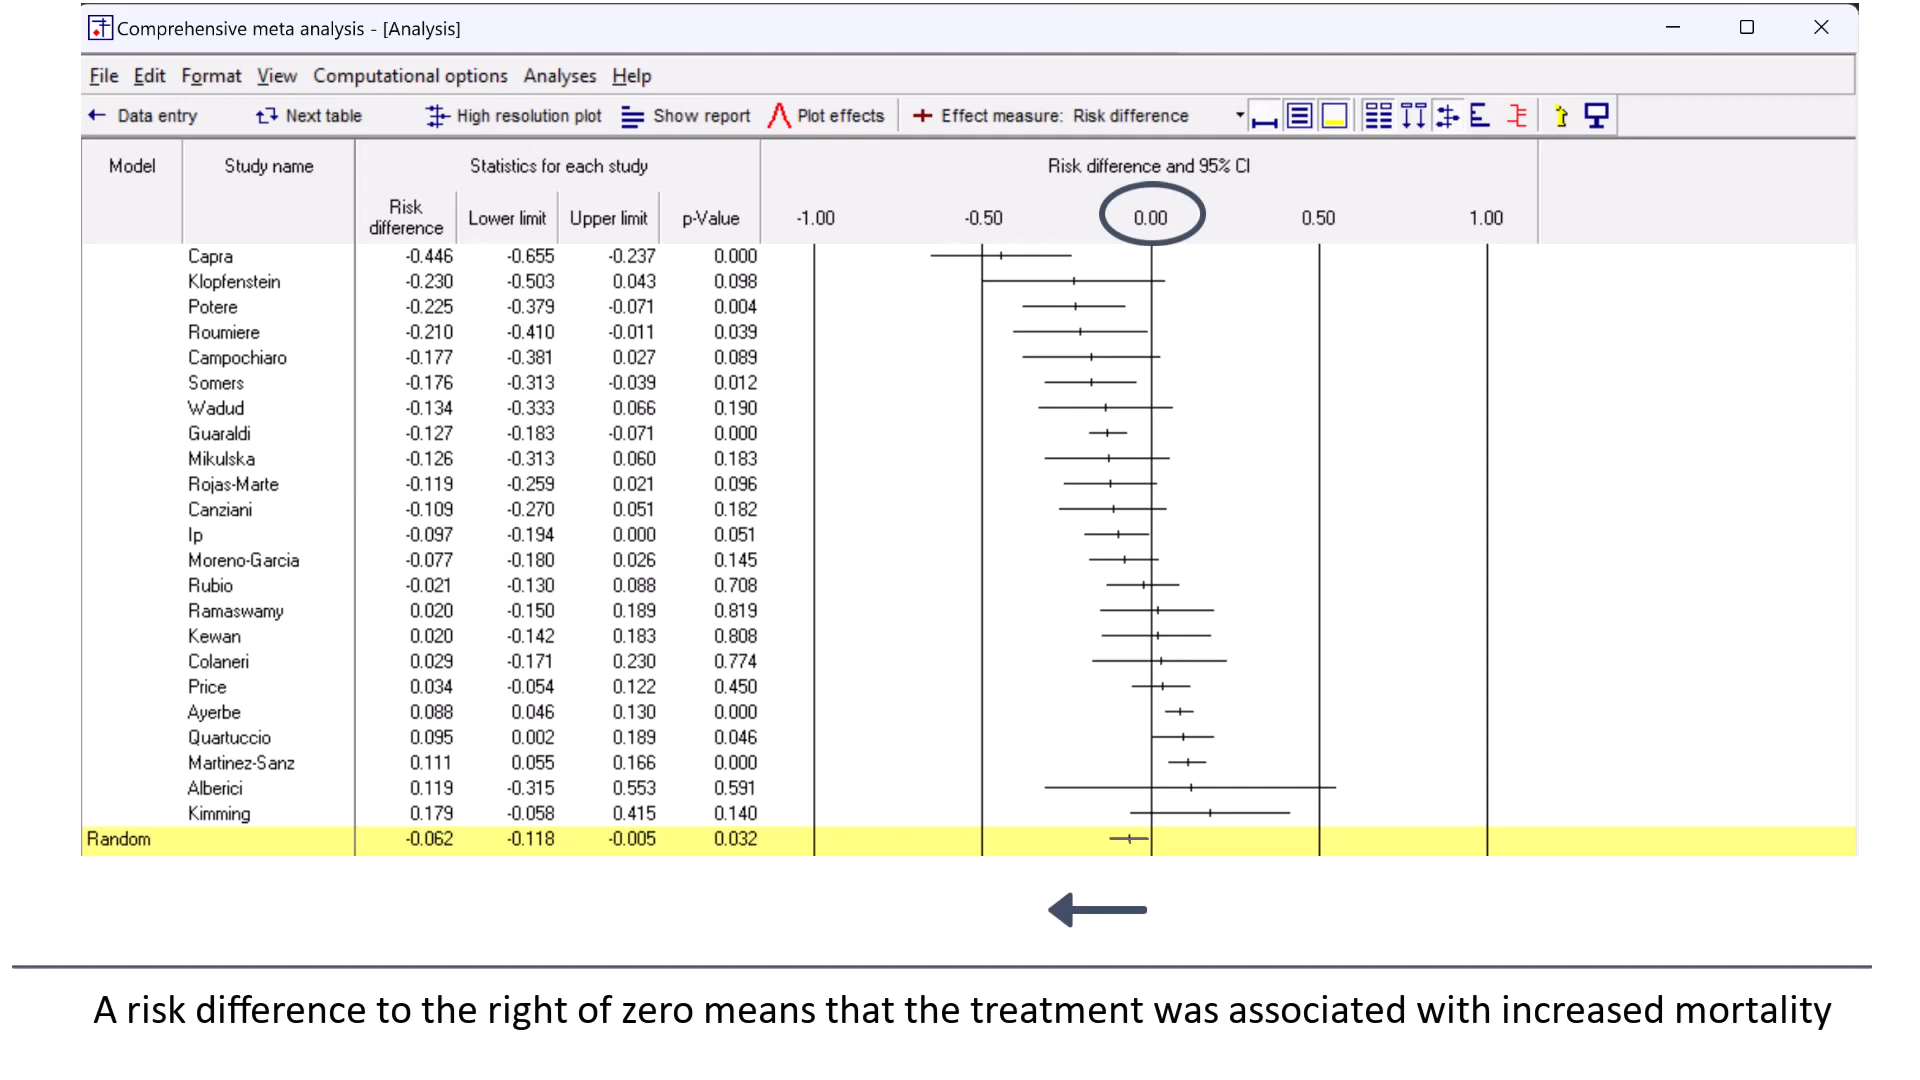 Comprehensive meta analysis - [Analysis]
File Edit Format View Computational options Analyses Help
Data entry Next table High resolution plot Show report Plot effects Effect measure: Risk difference
Model Study name Statistics for each study Risk difference and 95% CI
Risk difference Lower limit Upper limit p-Value -1.00 -0.50 0.00 0.50 1.00
Capra -0.446 -0.655 -0.237 0.000
Klopfenstein -0.230 -0.503 0.043 0.098
Potere -0.225 -0.379 -0.071 0.004
Roumiere -0.210 -0.410 -0.011 0.039
Campochiaro -0.177 -0.381 0.027 0.089
Somers -0.176 -0.313 -0.039 0.012
Wadud -0.134 -0.333 0.066 0.190
Guaraldi -0.127 -0.183 -0.071 0.000
Mikulska -0.126 -0.313 0.060 0.183
Rojas-Marte -0.119 -0.259 0.021 0.096
Canziani -0.109 -0.270 0.051 0.182
Ip -0.097 -0.194 0.000 0.051
Moreno-Garcia -0.077 -0.180 0.026 0.145
Rubio -0.021 -0.130 0.088 0.708
Ramaswamy 0.020 -0.150 0.189 0.819
Kewan 0.020 -0.142 0.183 0.808
Colaneri 0.029 -0.171 0.230 0.774
Price 0.034 -0.054 0.122 0.450
Ayerbe 0.088 0.046 0.130 0.000
Quartuccio 0.095 0.002 0.189 0.046
Martinez-Sanz 0.111 0.055 0.166 0.000
Alberici 0.119 -0.315 0.553 0.591
Kimming 0.179 -0.058 0.415 0.140
Random -0.062 -0.118 -0.005 0.032
A risk difference to the right of zero means that the treatment was associated with increased mortality